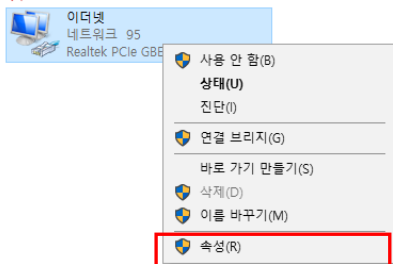 이더넷
네트워크 95
Realtek PCIe GBE
사용 안 함(B)
상태(U)
진단(I)
연결 브리지(G)
바로 가기 만들기(S)
삭제(D)
이름 바꾸기(M)
속성(R)